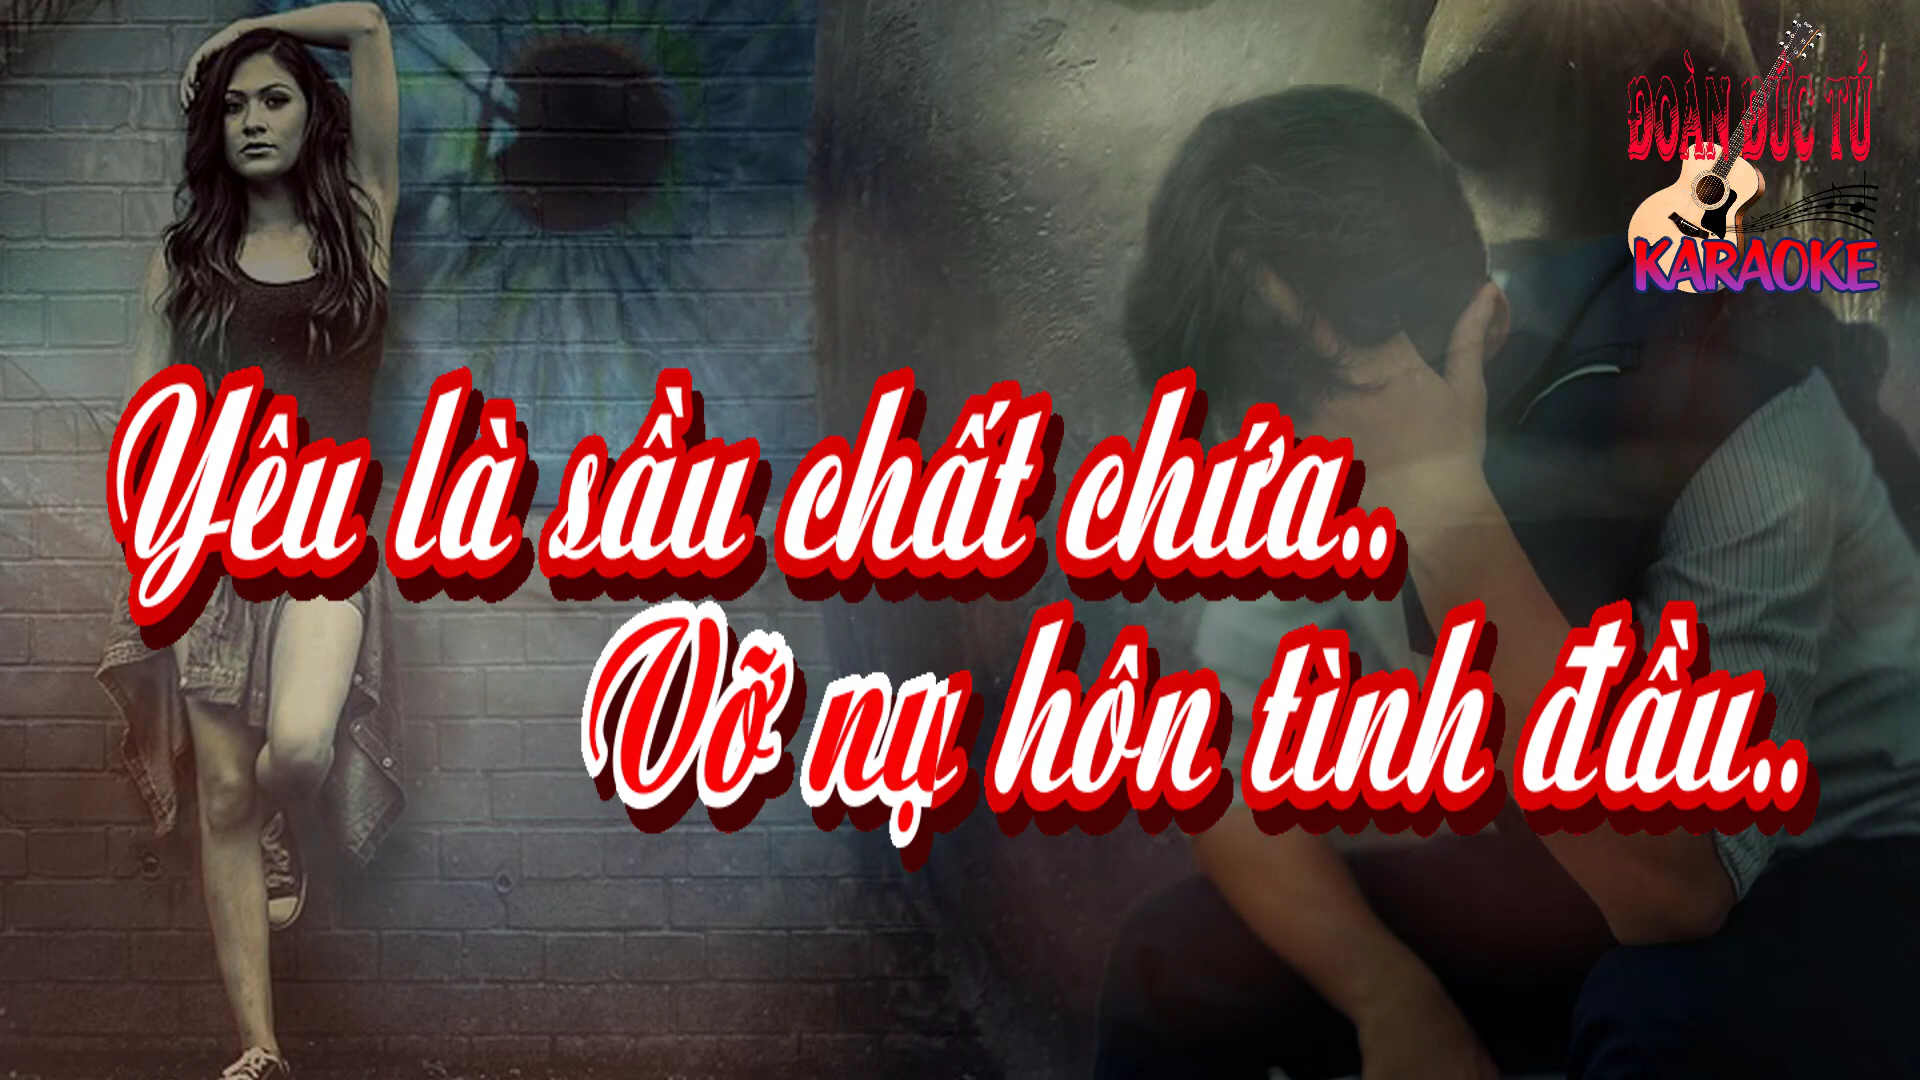 ĐOÀN ĐỨC TÚ
KARAOKE
Yêu là sầu chất chứa..
Vỡ nụ hôn tình đầu..